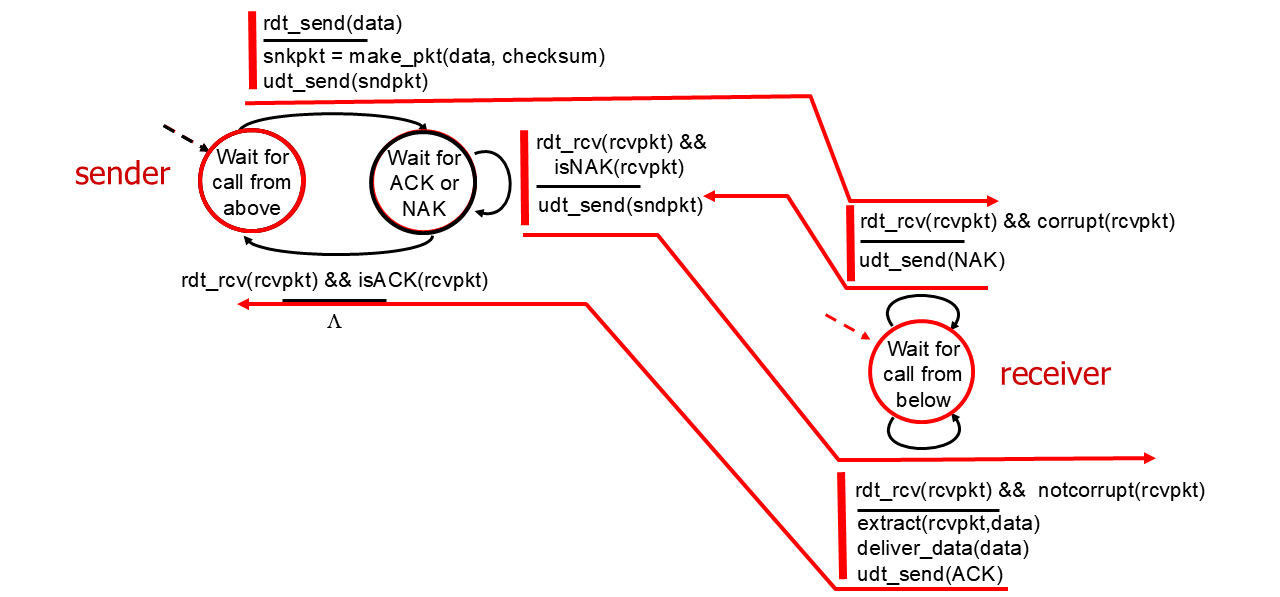 rdt_send(data)
snkpkt = make_pkt(data, checksum)
udt_send(sndpkt)
sender
Wait for
call from
above
Wait for
ACK or
NAK
rdt_rcv(rcvpkt) &&
isNAK(rcvpkt)
udt_send(sndpkt)
rdt_rcv(rcvpkt) && isACK(rcvpkt)
Λ
rdt_rcv(rcvpkt) && corrupt(rcvpkt)
udt_send(NAK)
Wait for
call from
below
receiver
rdt_rcv(rcvpkt) && notcorrupt(rcvpkt)
extract(rcvpkt,data)
deliver_data(data)
udt_send(ACK)